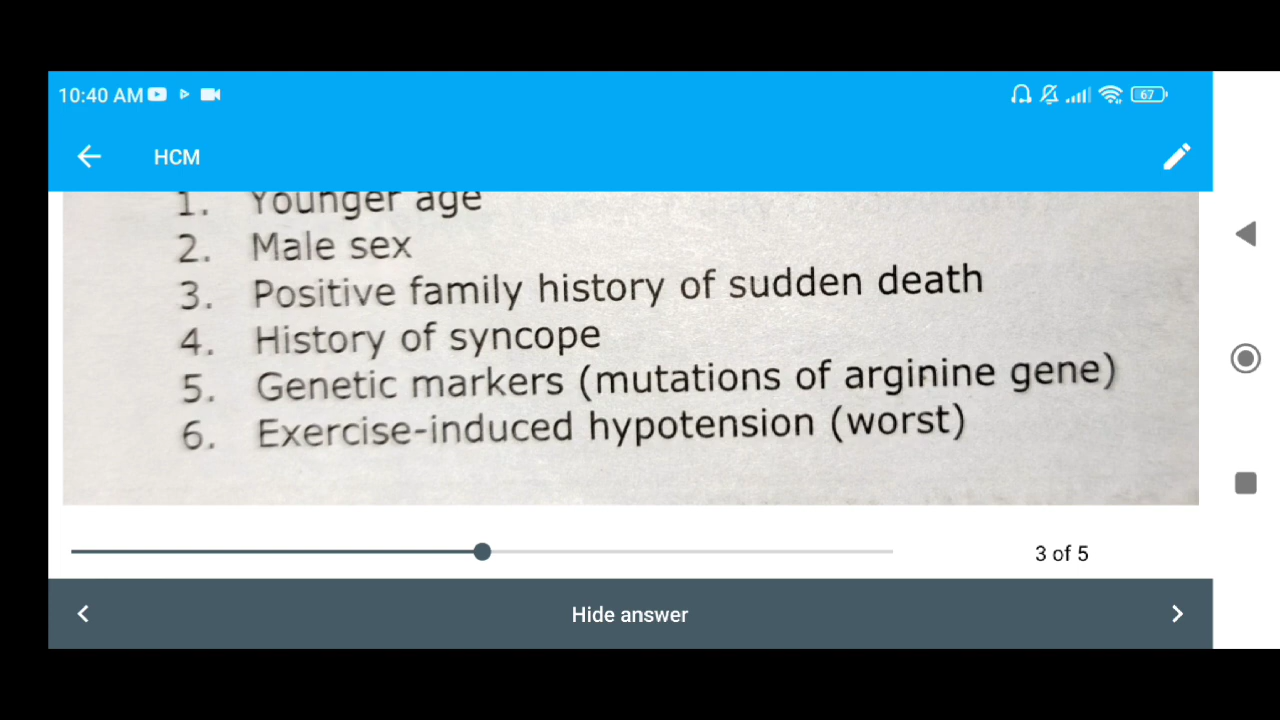 10:40 AM
67
HCM
1. Younger age
2. Male sex
3. Positive family history of sudden death
4. History of syncope
5. Genetic markers (mutations of arginine gene)
6. Exercise-induced hypotension (worst)
3 of 5
Hide answer